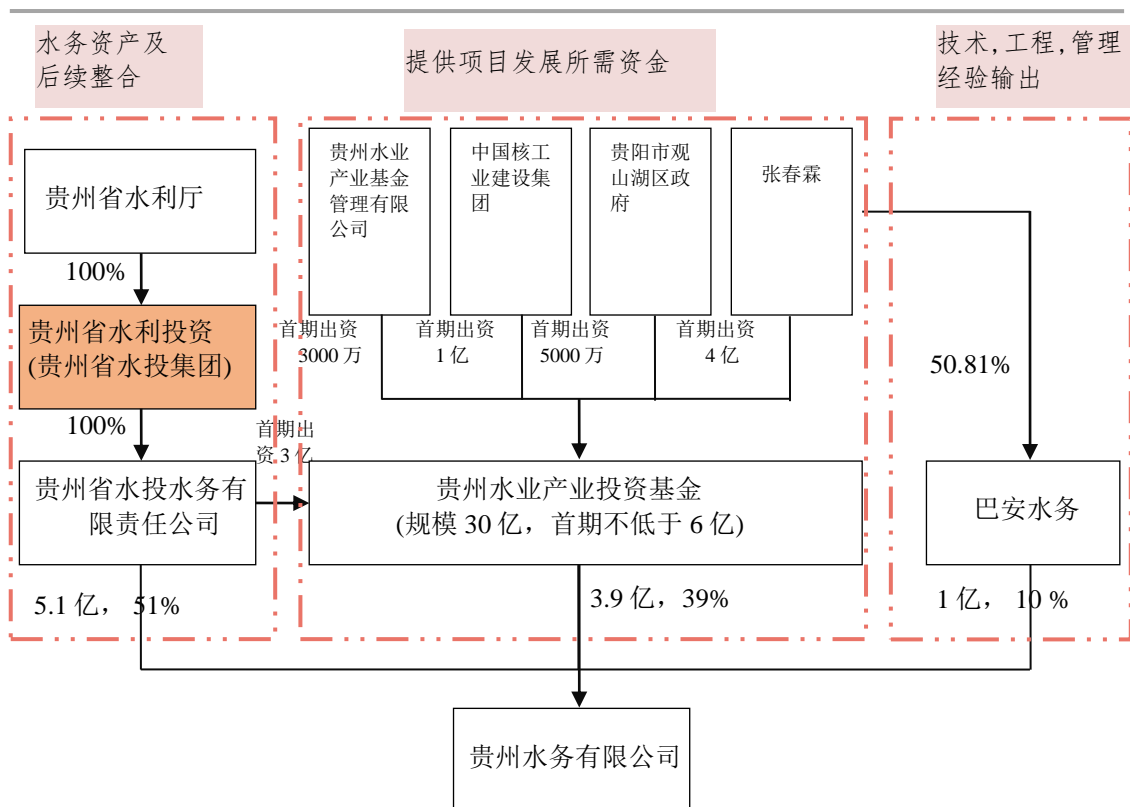 水务资产及
后续整合
提供项目发展所需资金
技术,工程,管理
经验输出
贵州省水利厅
贵州水业
产业基金
管理有限
公司
中国核工
业建设集
团
贵阳市观
山湖区政
府
张春霖
100%
贵州省水利投资
(贵州省水投集团)
首期出资
3000 万
首期出资
1 亿
首期出资
5000 万
首期出资
4 亿
50.81%
100%
首期出
资 3 亿
贵州省水投水务有
限责任公司
贵州水业产业投资基金
(规模 30 亿，首期不低于 6 亿)
巴安水务
5.1 亿， 51%
3.9 亿，39%
1 亿， 10 %
贵州水务有限公司